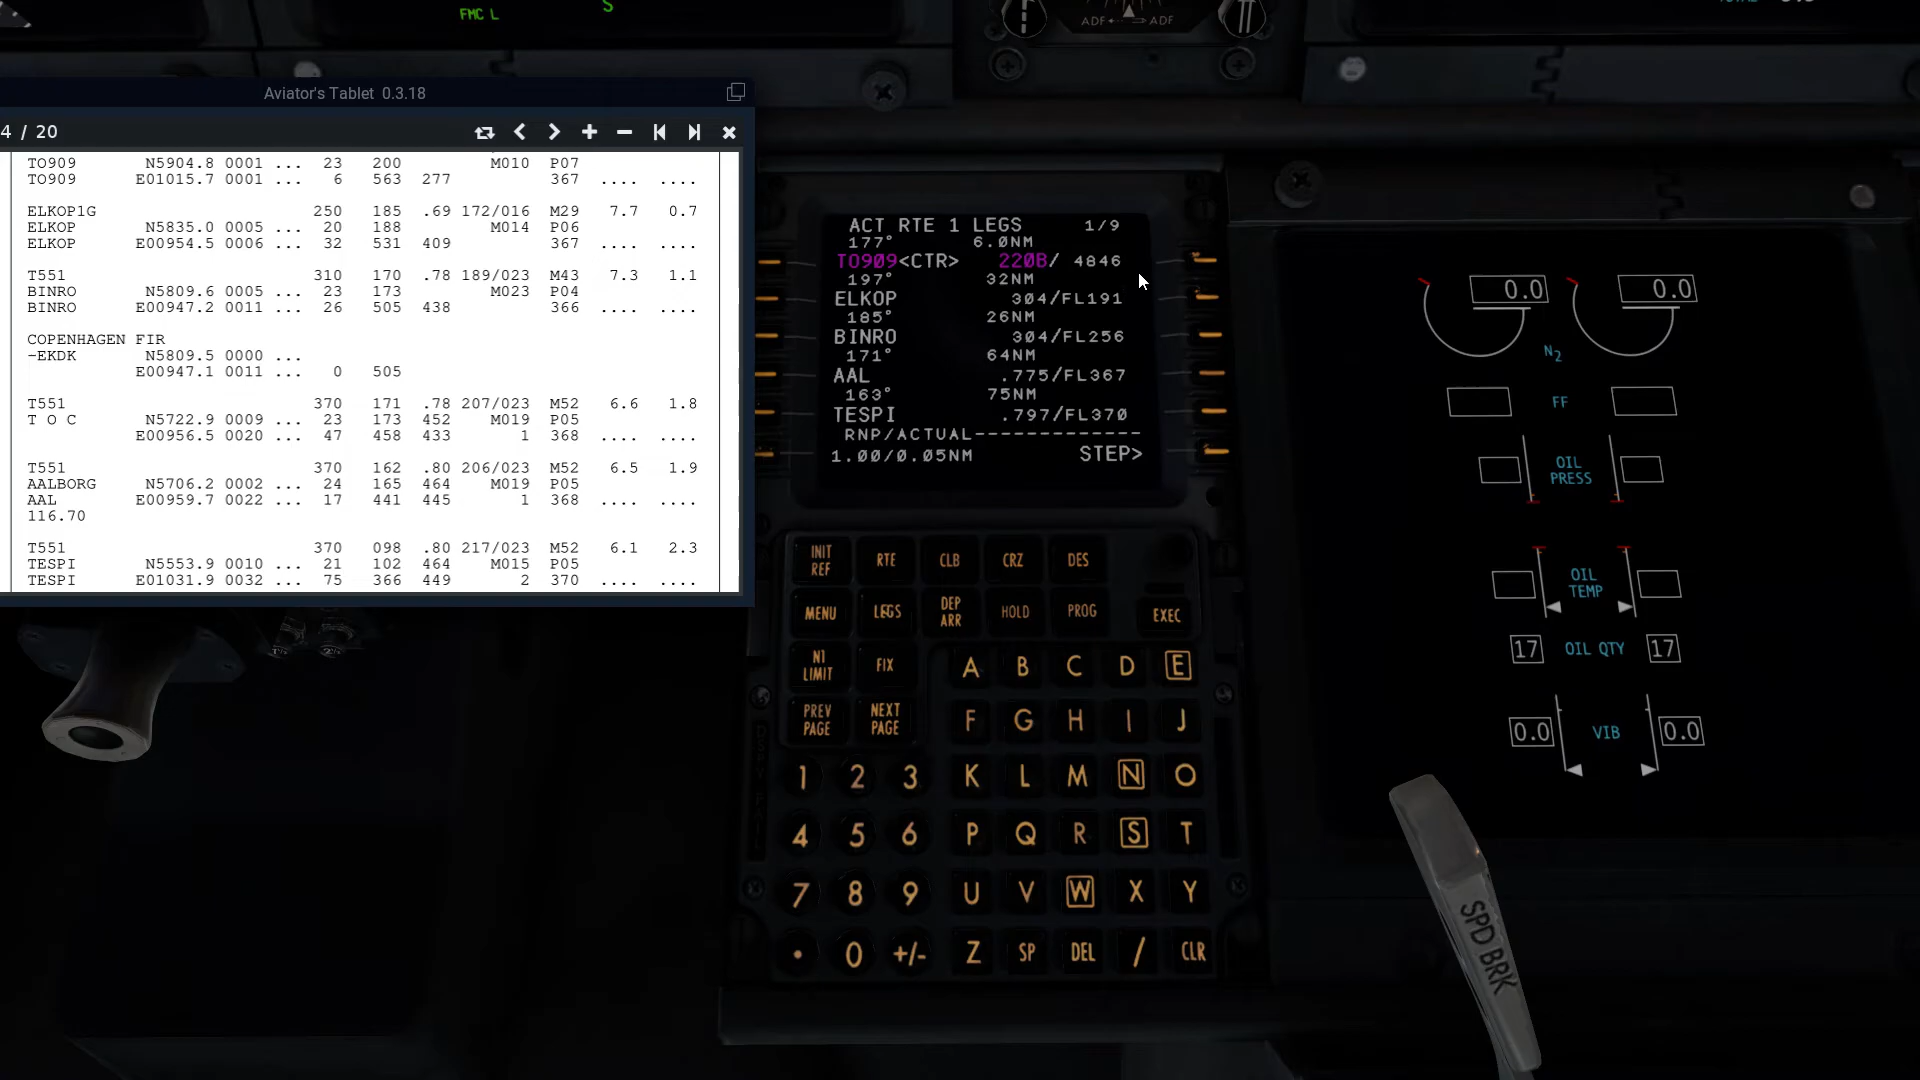 FMC L
S
ADF ADF
Aviator's Tablet 0.3.18
4 / 20
TO909 N5904.8 0001 ... 23 200 M010 P07
TO909 E01015.7 0001 ... 6 563 277 367 .... ....
ELKOP1G 250 185 .69 172/016 M29 7.7 0.7
ELKOP N5835.0 0005 ... 20 188 M014 P06
ELKOP E00954.5 0006 ... 32 531 409 367 .... ....
T551 310 170 .78 189/023 M43 7.3 1.1
BINRO N5809.6 0005 ... 23 173 M023 P04
BINRO E00947.2 0011 ... 26 505 438 366 .... ....
COPENHAGEN FIR
-EKDK N5809.5 0000 ...
E00947.1 0011 ... 0 505
T551 370 171 .78 207/023 M52 6.6 1.8
T O C N5722.9 0009 ... 23 173 452 M019 P05
E00956.5 0020 ... 47 458 433 1 368 .... ....
T551 370 162 .80 206/023 M52 6.5 1.9
AALBORG N5706.2 0002 ... 24 165 464 M019 P05
AAL E00959.7 0022 ... 17 441 445 1 368 .... ....
116.70
T551 370 098 .80 217/023 M52 6.1 2.3
TESPI N5553.9 0010 ... 21 102 464 M015 P05
TESPI E01031.9 0032 ... 75 366 449 2 370 .... ....
ACT RTE 1 LEGS 1/9
177° 6.0NM
TO909<CTR> 220B/ 4846
197° 32NM
ELKOP 304/FL191
185° 26NM
BINRO 304/FL256
171° 64NM
AAL .775/FL367
163° 75NM
TESPI .797/FL370
RNP/ACTUAL-------------
1.00/0.05NM STEP>
INIT REF RTE CLB CRZ DES
MENU LEGS DEP ARR HOLD PROG EXEC
N1 LIMIT FIX
PREV PAGE NEXT PAGE
A B C D E
F G H I J
1 2 3 K L M N O
4 5 6 P Q R S T
7 8 9 U V W X Y
. 0 +/- Z SP DEL / CLR
0.0 0.0
N2
FF
OIL PRESS
OIL TEMP
17 OIL QTY 17
0.0 VIB 0.0
SPD BRK